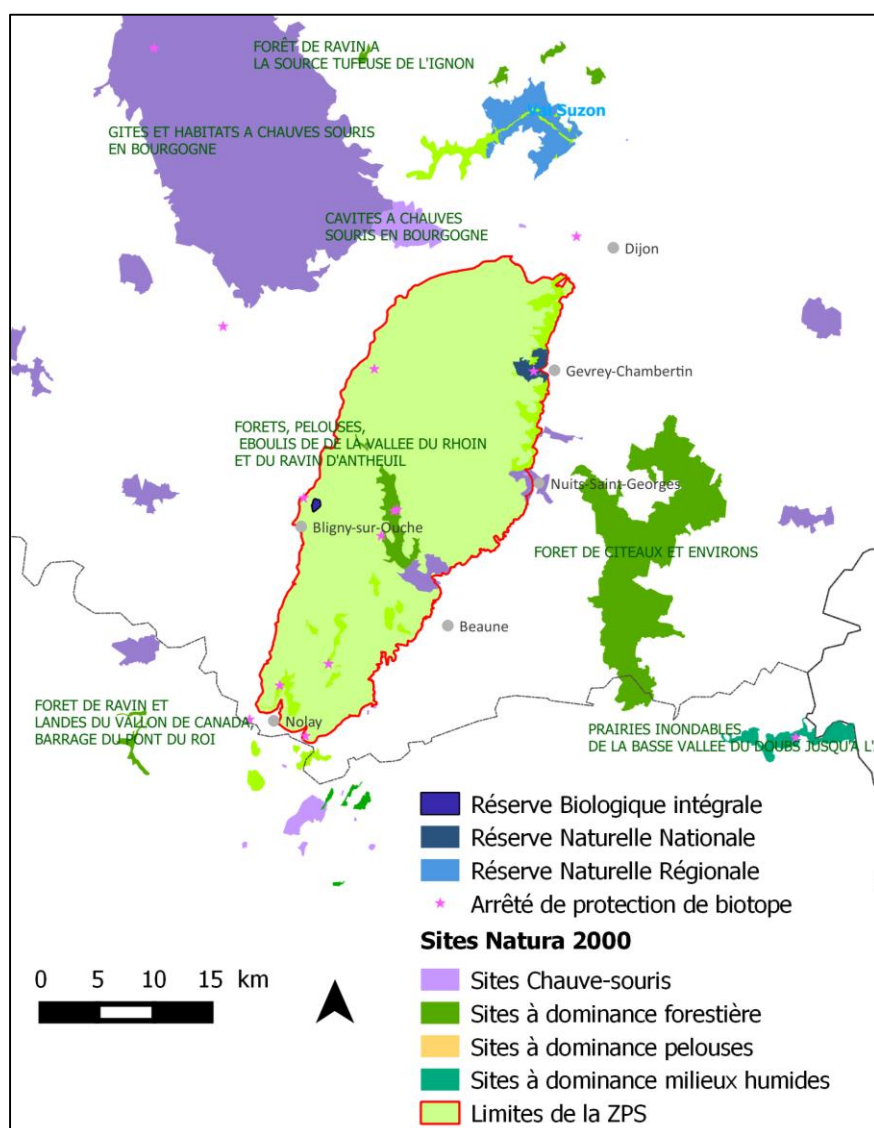 FORÊT DE RAVIN A
LA SOURCE TUFEUSE DE L'IGNON
Val Suzon
GITES ET HABITATS A CHAUVES SOURIS
EN BOURGOGNE
CAVITES A CHAUVES
SOURIS EN BOURGOGNE
Dijon
Gevrey-Chambertin
FORETS, PELOUSES,
EBOULIS DE DE LA VALLEE DU RHOIN
ET DU RAVIN D'ANTHEUIL
Nuits-Saint-Georges
Bligny-sur-Ouche
FORET DE CITEAUX ET ENVIRONS
Beaune
FORET DE RAVIN ET
LANDES DU VALLON DE CANADA,
BARRAGE DU PONT DU ROI
Nolay
PRAIRIES INONDABLES
DE LA BASSE VALLEE DU DOUBS JUSQU'A L'
Réserve Biologique intégrale
Réserve Naturelle Nationale
Réserve Naturelle Régionale
Arrêté de protection de biotope
Sites Natura 2000
Sites Chauve-souris
Sites à dominance forestière
Sites à dominance pelouses
Sites à dominance milieux humides
Limites de la ZPS
0 5 10 15 km